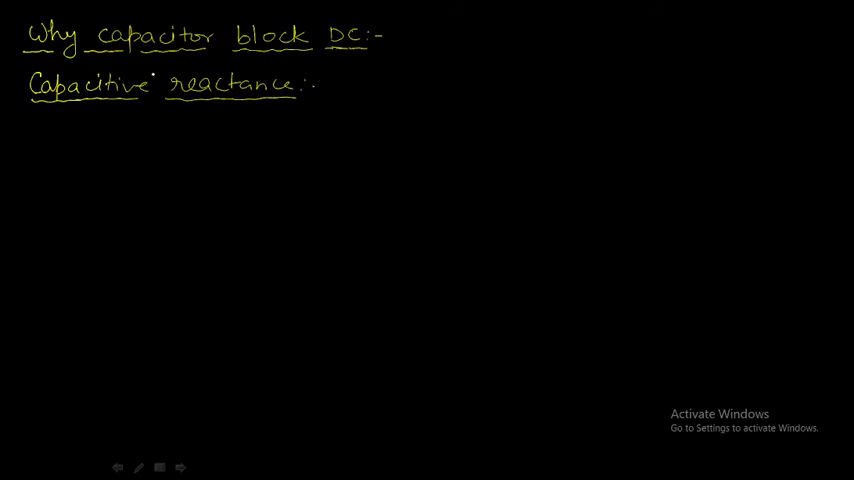 Why capacitor block DC:-
Capacitive reactance:-
Activate Windows
Go to Settings to activate Windows.